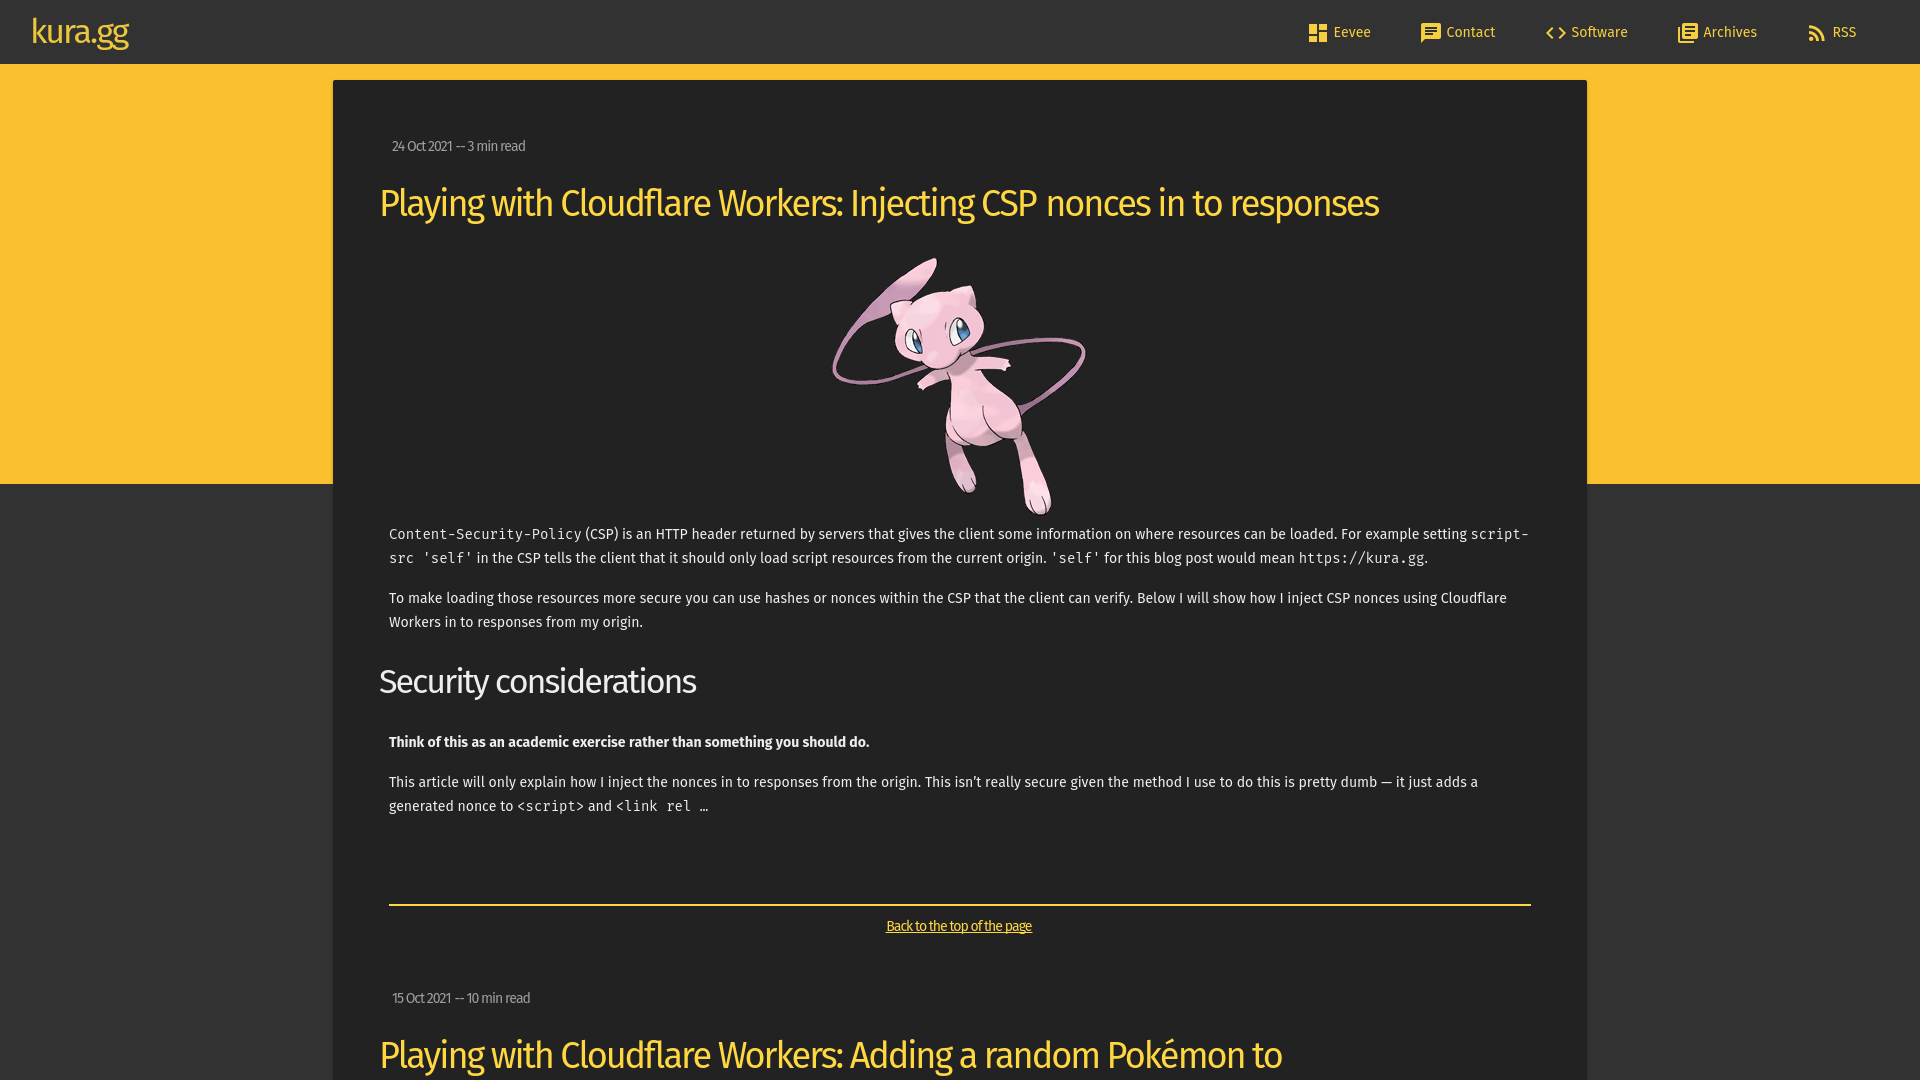 kura.gg
Eevee
Contact
Software
Archives
RSS
24 Oct 2021 -- 3 min read
Playing with Cloudflare Workers: Injecting CSP nonces in to responses
Content-Security-Policy (CSP) is an HTTP header returned by servers that gives the client some information on where resources can be loaded. For example setting script-
src 'self' in the CSP tells the client that it should only load script resources from the current origin. 'self' for this blog post would mean https://kura.gg.
To make loading those resources more secure you can use hashes or nonces within the CSP that the client can verify. Below I will show how I inject CSP nonces using Cloudflare
Workers in to responses from my origin.
Security considerations
Think of this as an academic exercise rather than something you should do.
This article will only explain how I inject the nonces in to responses from the origin. This isn’t really secure given the method I use to do this is pretty dumb — it just adds a
generated nonce to <script> and <link rel …
Back to the top of the page
15 Oct 2021 -- 10 min read
Playing with Cloudflare Workers: Adding a random Pokémon to